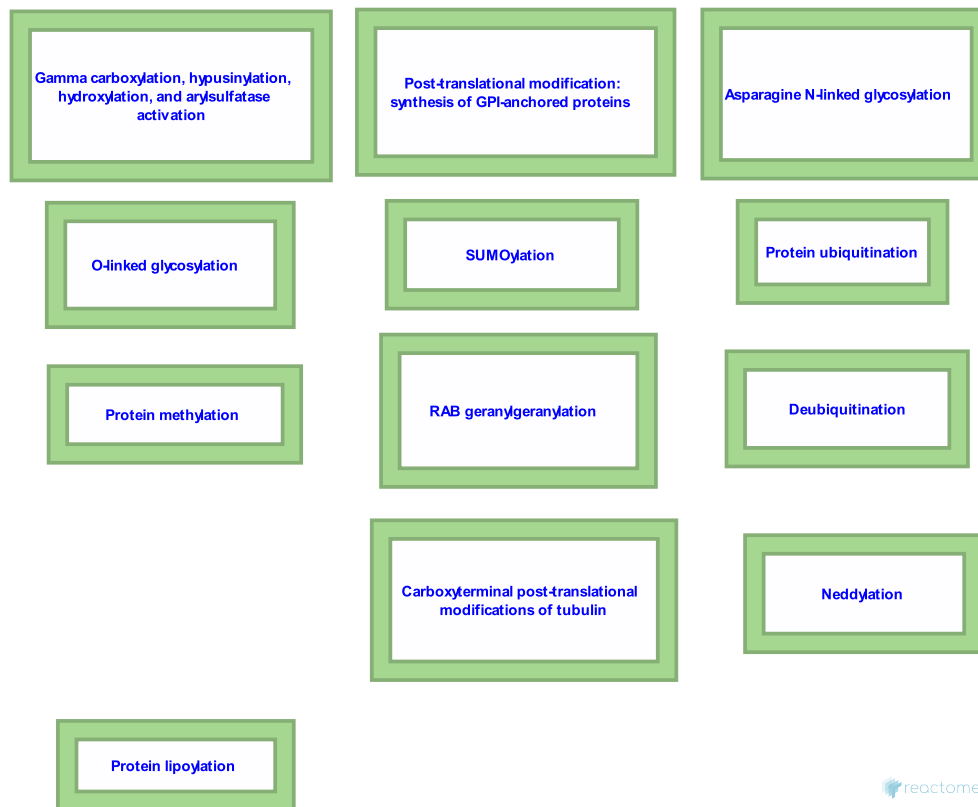 Gamma carboxylation, hypusinylation,
hydroxylation, and arylsulfatase
activation
Post-translational modification:
synthesis of GPI-anchored proteins
Asparagine N-linked glycosylation
O-linked glycosylation
SUMOylation
Protein ubiquitination
Protein methylation
RAB geranylgeranylation
Deubiquitination
Carboxyterminal post-translational
modifications of tubulin
Neddylation
Protein lipoylation
reactome